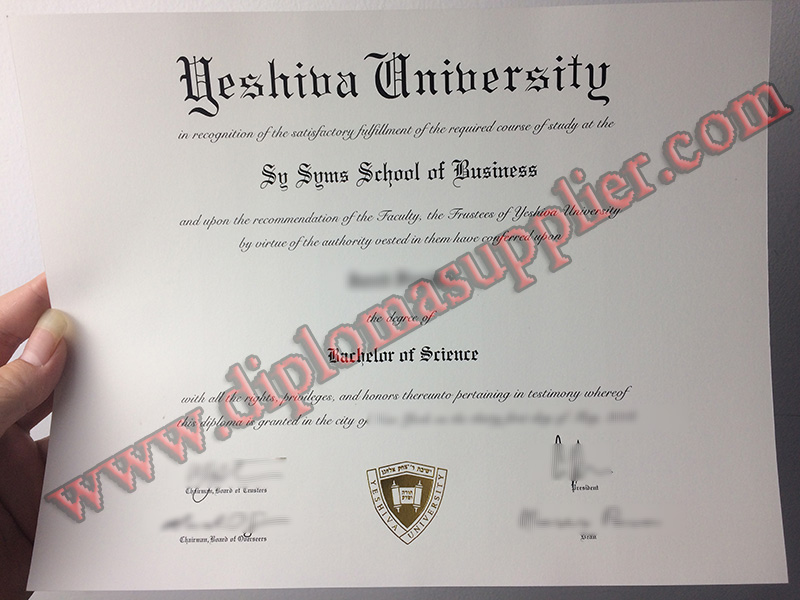 Yeshiva University
in recognition of the satisfactory fulfillment of the required course of study at the
Sy Syms School of Business
and upon the recommendation of the Faculty, the Trustees of Yeshiva University
by virtue of the authority vested in them have conferred upon
the degree of
Bachelor of Science
with all the rights, privileges, and honors thereunto pertaining in testimony whereof
this diploma is granted in the city of
Chairman, Board of Trustees
President
Chairman, Board of Overseers
Dean
תורה
ומדע
YESHIVA UNIVERSITY
www.diplomasupplier.com